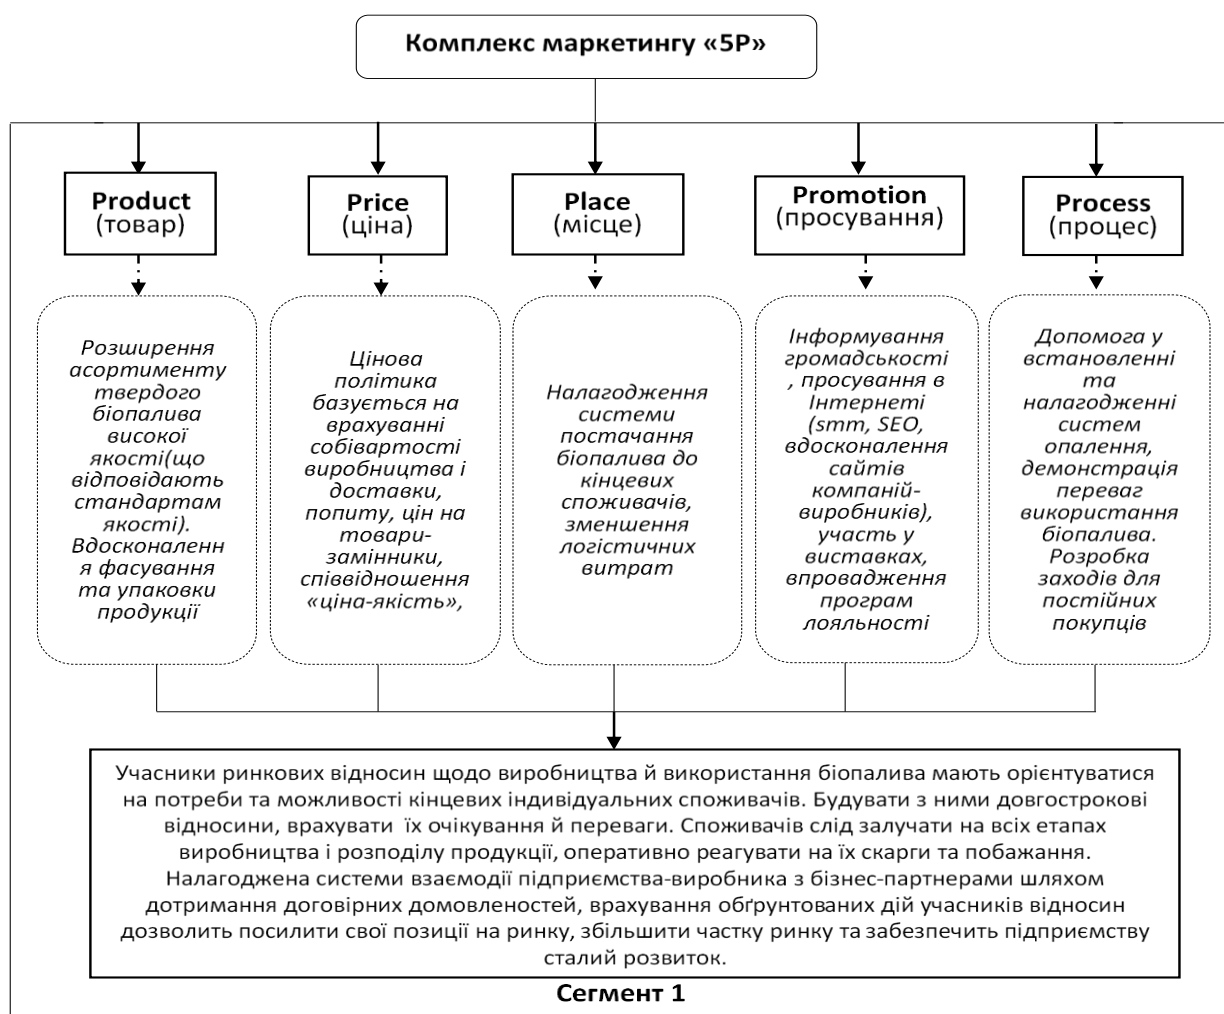 Комплекс маркетингу «5Р»
Product
(товар)
Price
(ціна)
Place
(місце)
Promotion
(просування)
Process
(процес)
Розширення
асортименту
твердого
біопалива
високої
якості(що
відповідають
стандартам
якості).
Вдосконаленн
я фасування
та упаковки
продукції
Цінова
політика
базується на
врахуванні
собівартості
виробництва і
доставки,
попиту, цін на
товари-
замінники,
співвідношення
«ціна-якість»,
Налагодження
системи
постачання
біопалива до
кінцевих
споживачів,
зменшення
логістичних
витрат
Інформування
громадськості
, просування в
Інтернеті
(smm, SEO,
вдосконалення
сайтів
компаній-
виробників),
участь у
виставках,
впровадження
програм
лояльності
Допомога у
встановленні
та
налагодженні
систем
опалення,
демонстрація
переваг
використання
біопалива.
Розробка
заходів для
постійних
покупців
Учасники ринкових відносин щодо виробництва й використання біопалива мають орієнтуватися
на потреби та можливості кінцевих індивідуальних споживачів. Будувати з ними довгострокові
відносини, врахувати їх очікування й переваги. Споживачів слід залучати на всіх етапах
виробництва і розподілу продукції, оперативно реагувати на їх скарги та побажання.
Налагоджена системи взаємодії підприємства-виробника з бізнес-партнерами шляхом
дотримання договірних домовленостей, врахування обґрунтованих дій учасників відносин
дозволить посилити свої позиції на ринку, збільшити частку ринку та забезпечить підприємству
сталий розвиток.
Сегмент 1